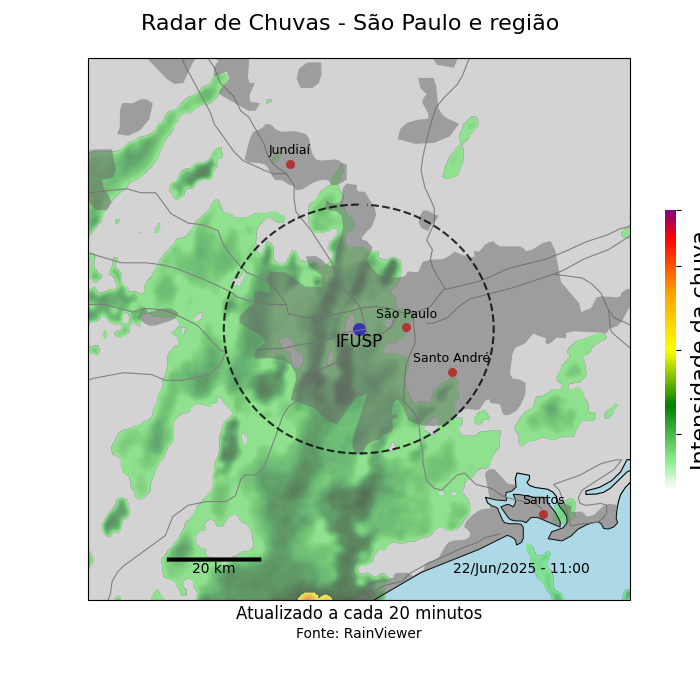 Radar de Chuvas - São Paulo e região
Jundiaí
São Paulo
IFUSP
Santo André
Santos
20 km
22/Jun/2025 - 11:00
Intensidade da chuva
Atualizado a cada 20 minutos
Fonte: RainViewer